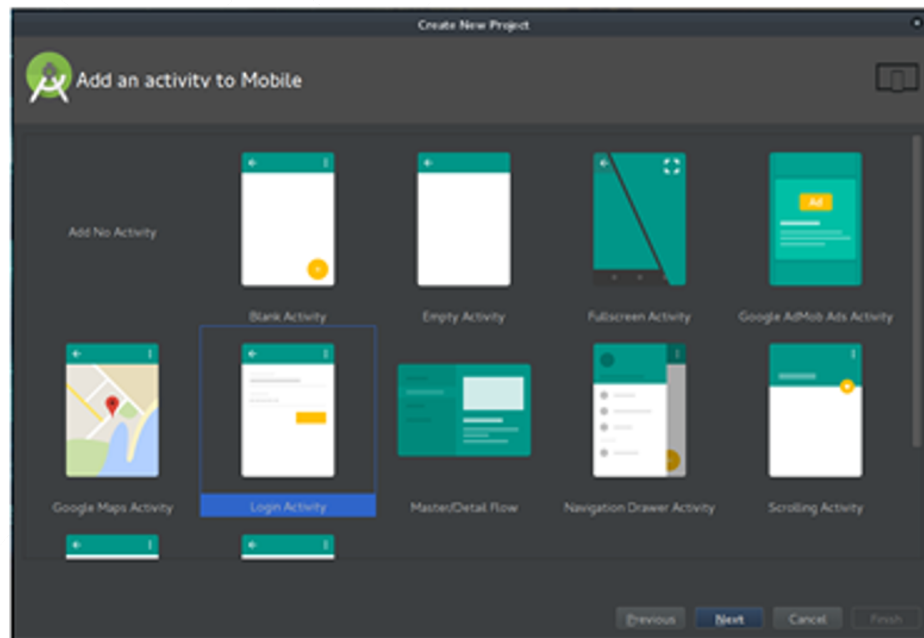 Create New Project
Add an activity to Mobile
Ad
Add No Activity
Blank Activity
Empty Activity
Fullscreen Activity
Google AdMob Ads Activity
Google Maps Activity
Login Activity
Master/Detail Flow
Navigation Drawer Activity
Scrolling Activity
Previous
Next
Cancel
Finish